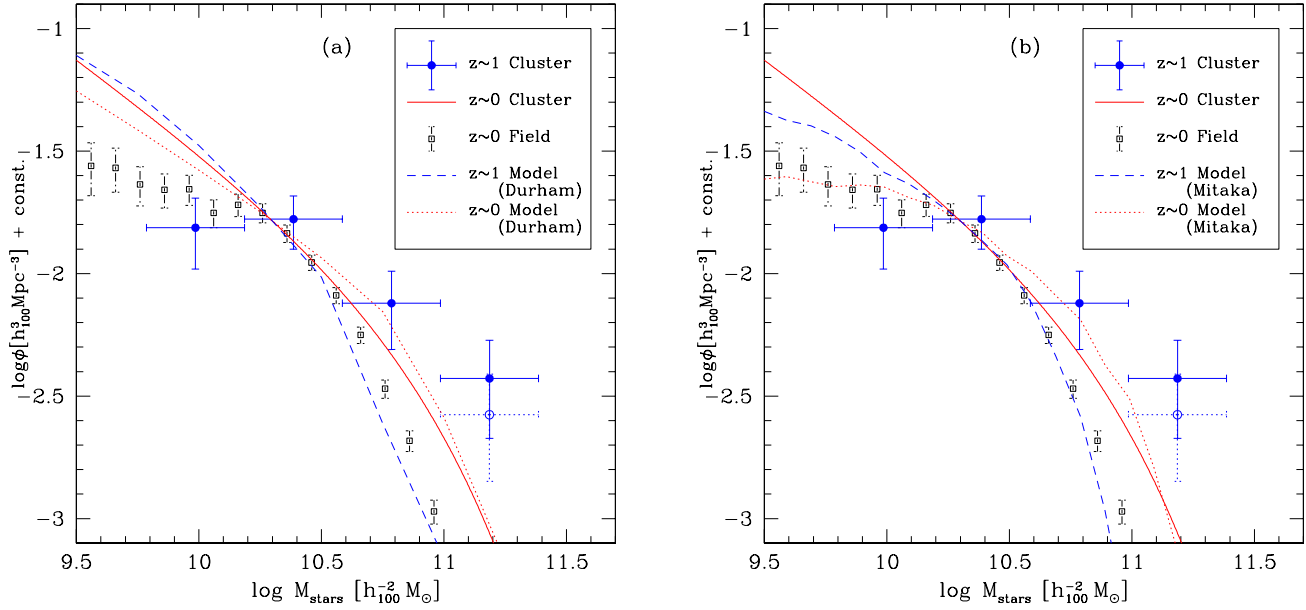 (a)
z~1 Cluster
z~0 Cluster
z~0 Field
z~1 Model
(Durham)
z~0 Model
(Durham)
-1
-1.5
-2
-2.5
-3
logϕ[h³₁₀₀Mpc⁻³] + const.
9.5 10 10.5 11 11.5
log M_stars [h⁻²₁₀₀ M_⊙]
(b)
z~1 Cluster
z~0 Cluster
z~0 Field
z~1 Model
(Mitaka)
z~0 Model
(Mitaka)
-1
-1.5
-2
-2.5
-3
logϕ[h³₁₀₀Mpc⁻³] + const.
9.5 10 10.5 11 11.5
log M_stars [h⁻²₁₀₀ M_⊙]